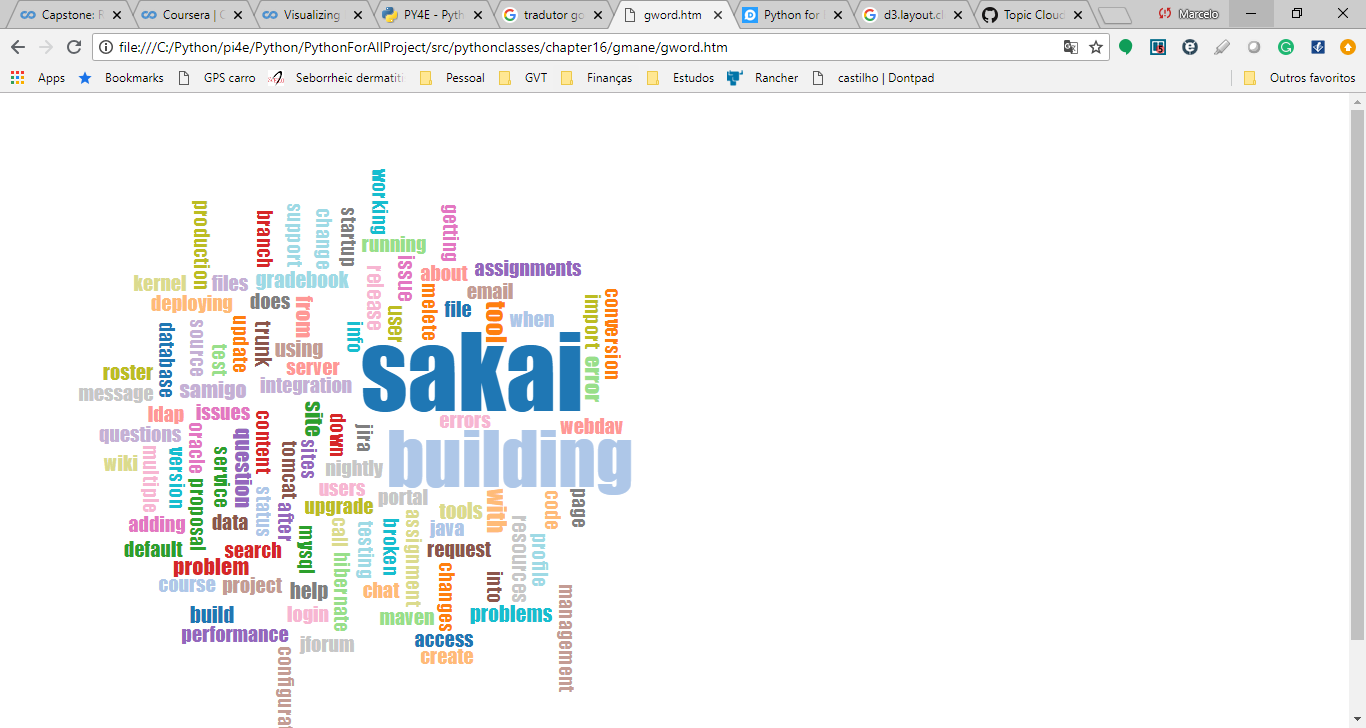 Capstone: R
Coursera | C
Visualizing
PY4E - Pyth
tradutor go
gword.htm
Python for
d3.layout.cl
Topic Cloud
Marcelo
file:///C:/Python/pi4e/Python/PythonForAllProject/src/pythonclasses/chapter16/gmane/gword.htm
Apps Bookmarks GPS carro Seborrheic dermatiti Pessoal GVT Finanças Estudos Rancher castilho | Dontpad Outros favoritos
working
production
branch
support
change
startup
getting
running
issue
release
about
assignments
kernel
files
gradebook
deploying
does
from
melete
email
file
tool
when
import
conversion
user
info
database
source
test
update
trunk
using
server
sakai
error
roster
message
samigo
integration
ldap
issues
site
down
jira
errors
webdav
questions
oracle
content
question
building
wiki
multiple
version
service
tomcat
sites
nightly
users
portal
proposal
status
after
upgrade
tools
with
code
page
adding
data
call
testing
broken
assignment
java
resources
profile
default
search
mysql
hibernate
request
problem
course
project
help
chat
changes
into
management
build
login
maven
problems
performance
jforum
access
create
configurat